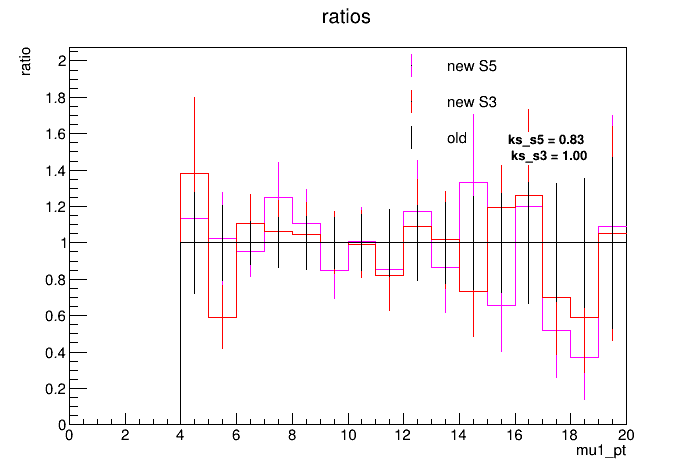 ratios
ratio
2
1.8
1.6
1.4
1.2
1
0.8
0.6
0.4
0.2
0
new S5
new S3
old
ks_s5 = 0.83
ks_s3 = 1.00
0 2 4 6 8 10 12 14 16 18 20
mu1_pt